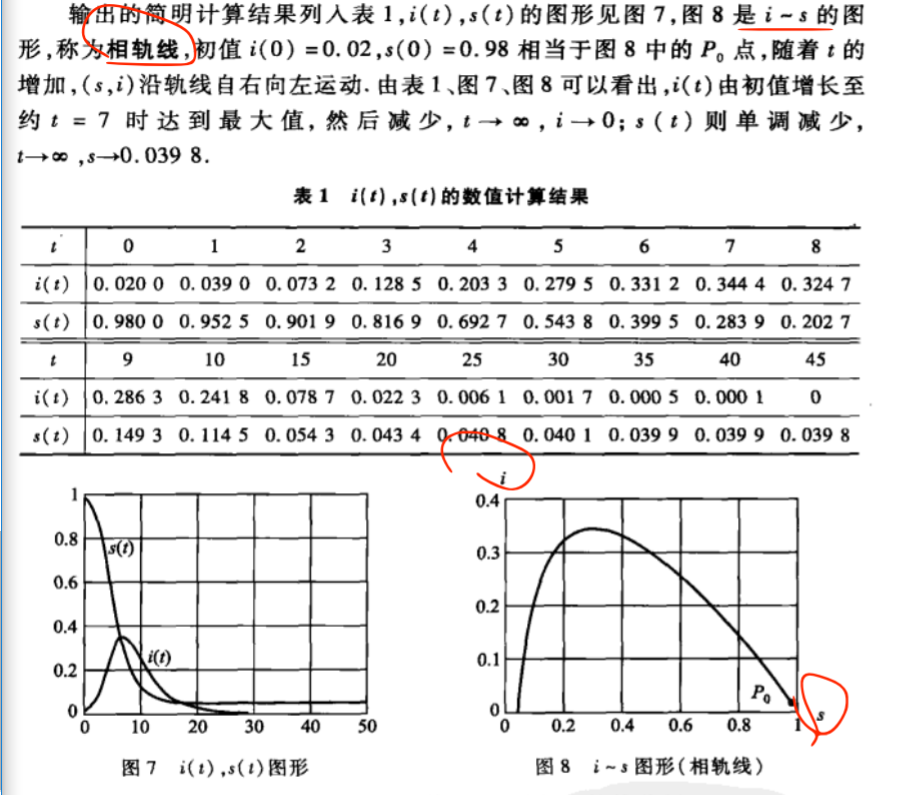 输出的简明计算结果列入表 1,i(t),s(t)的图形见图 7,图 8 是 i ~ s 的图
形,称为相轨线,初值 i(0) =0.02,s(0) =0.98 相当于图 8 中的 P₀ 点,随着 t 的
增加,(s,i)沿轨线自右向左运动.由表 1、图 7、图 8 可以看出,i(t)由初值增长至
约 t = 7 时达到最大值,然后减少,t→∞,i→0;s(t)则单调减少,
t→∞,s→0.039 8.
表 1 i(t),s(t)的数值计算结果
t 0 1 2 3 4 5 6 7 8
i(t) 0.020 0 0.039 0 0.073 2 0.128 5 0.203 3 0.279 5 0.331 2 0.344 4 0.324 7
s(t) 0.980 0 0.952 5 0.901 9 0.816 9 0.692 7 0.543 8 0.399 5 0.283 9 0.202 7
t 9 10 15 20 25 30 35 40 45
i(t) 0.286 3 0.241 8 0.078 7 0.022 3 0.006 1 0.001 7 0.000 5 0.000 1 0
s(t) 0.149 3 0.114 5 0.054 3 0.043 4 0.040 8 0.040 1 0.039 9 0.039 9 0.039 8
1
0.8
0.6
0.4
0.2
0
s(t)
i(t)
0 10 20 30 40 50
图 7 i(t),s(t)图形
i
0.4
0.3
0.2
0.1
0
P₀
s
0 0.2 0.4 0.6 0.8 1
图 8 i ~ s 图形(相轨线)